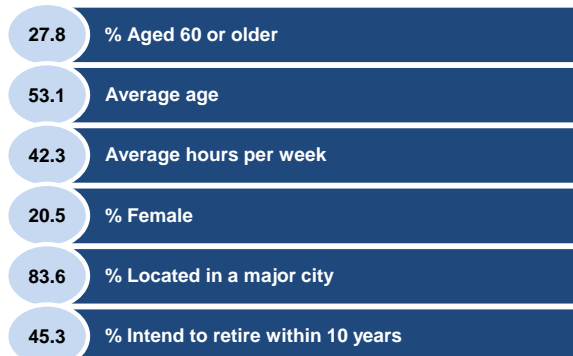 27.8 % Aged 60 or older
53.1 Average age
42.3 Average hours per week
20.5 % Female
83.6 % Located in a major city
45.3 % Intend to retire within 10 years